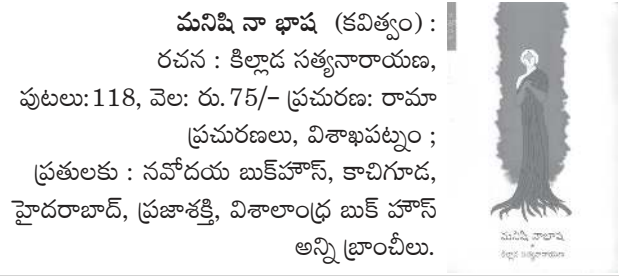 మనిషి నా భాష (కవిత్వం) :
రచన : కిల్లాడ సత్యనారాయణ,
పుటలు:118, వెల: రు.75/– ప్రచురణ: రామా
ప్రచురణలు, విశాఖపట్నం ;
ప్రతులకు : నవోదయ బుక్‌హౌస్, కాచిగూడ,
హైదరాబాద్, ప్రజాశక్తి, విశాలాంధ్ర బుక్ హౌస్
అన్ని బ్రాంచీలు.
మనిషి నాభాష
కిల్లాడ సత్యనారాయణ